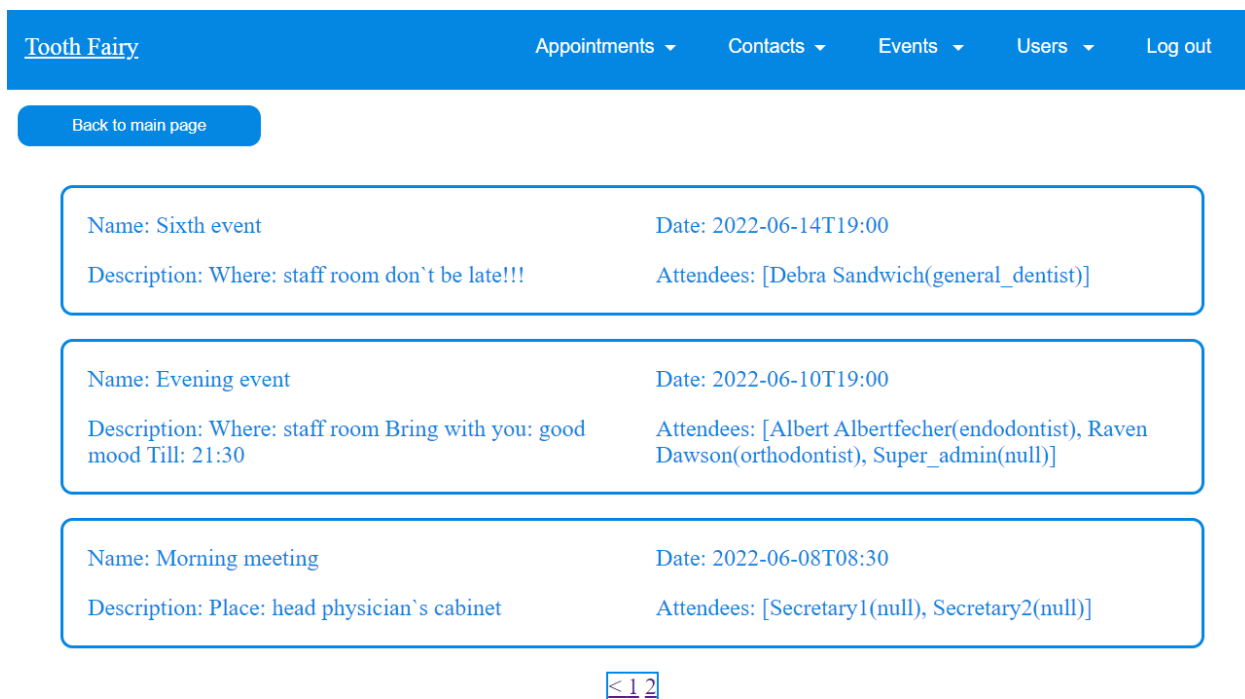 Tooth Fairy
Appointments
Contacts
Events
Users
Log out
Back to main page
Name: Sixth event
Date: 2022-06-14T19:00
Description: Where: staff room don`t be late!!!
Attendees: [Debra Sandwich(general_dentist)]
Name: Evening event
Date: 2022-06-10T19:00
Description: Where: staff room Bring with you: good
mood Till: 21:30
Attendees: [Albert Albertfecher(endodontist), Raven
Dawson(orthodontist), Super_admin(null)]
Name: Morning meeting
Date: 2022-06-08T08:30
Description: Place: head physician`s cabinet
Attendees: [Secretary1(null), Secretary2(null)]
< 1 2